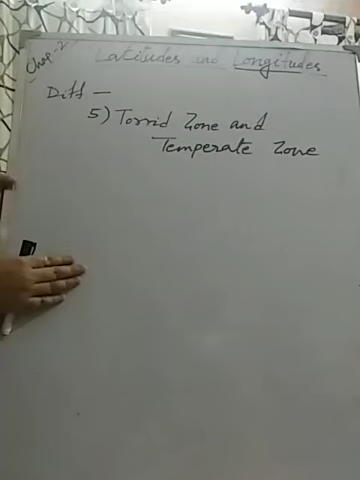 Chap-2
Latitudes and Longitudes
Diff -
5) Torrid Zone and
Temperate Zone